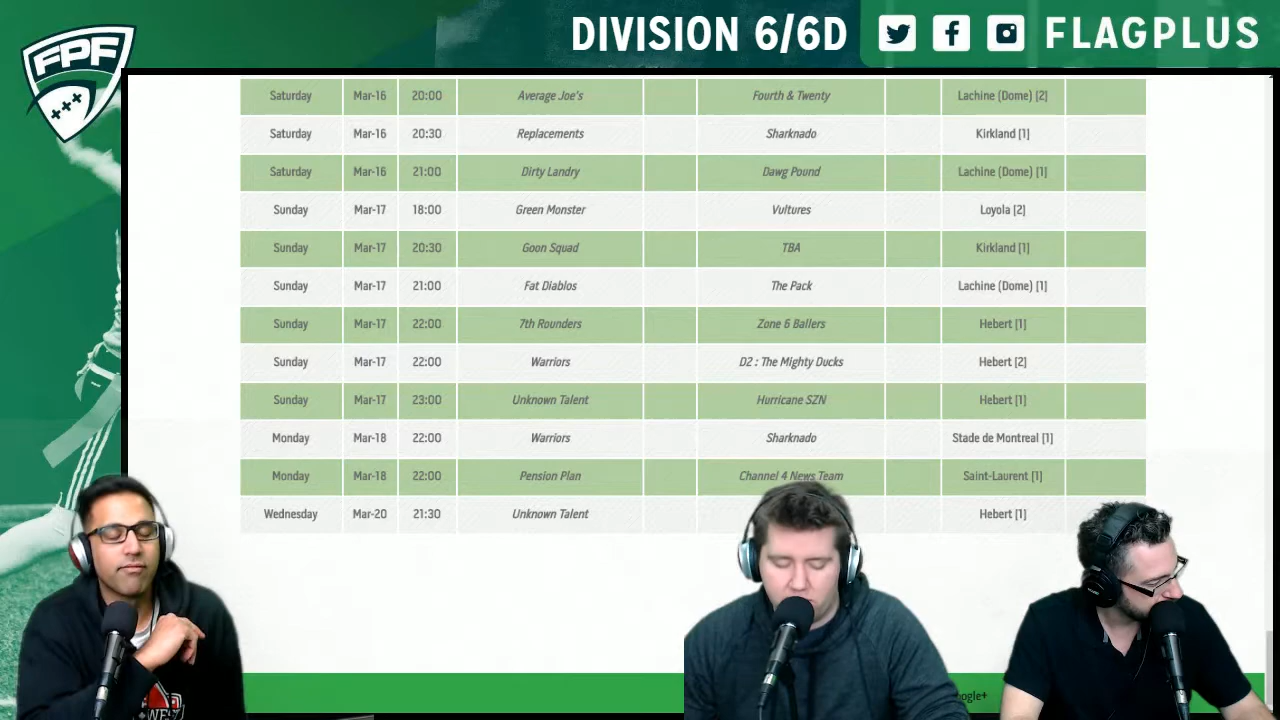 DIVISION 6/6D FLAGPLUS
FPF
Saturday Mar-16 20:00 Average Joe's Fourth & Twenty Lachine (Dome) [2]
Saturday Mar-16 20:30 Replacements Sharknado Kirkland [1]
Saturday Mar-16 21:00 Dirty Landry Dawg Pound Lachine (Dome) [1]
Sunday Mar-17 18:00 Green Monster Vultures Loyola [2]
Sunday Mar-17 20:30 Goon Squad TBA Kirkland [1]
Sunday Mar-17 21:00 Fat Diablos The Pack Lachine (Dome) [1]
Sunday Mar-17 22:00 7th Rounders Zone 6 Ballers Hebert [1]
Sunday Mar-17 22:00 Warriors D2 : The Mighty Ducks Hebert [2]
Sunday Mar-17 23:00 Unknown Talent Hurricane SZN Hebert [1]
Monday Mar-18 22:00 Warriors Sharknado Stade de Montreal [1]
Monday Mar-18 22:00 Pension Plan Channel 4 News Team Saint-Laurent [1]
Wednesday Mar-20 21:30 Unknown Talent Hebert [1]